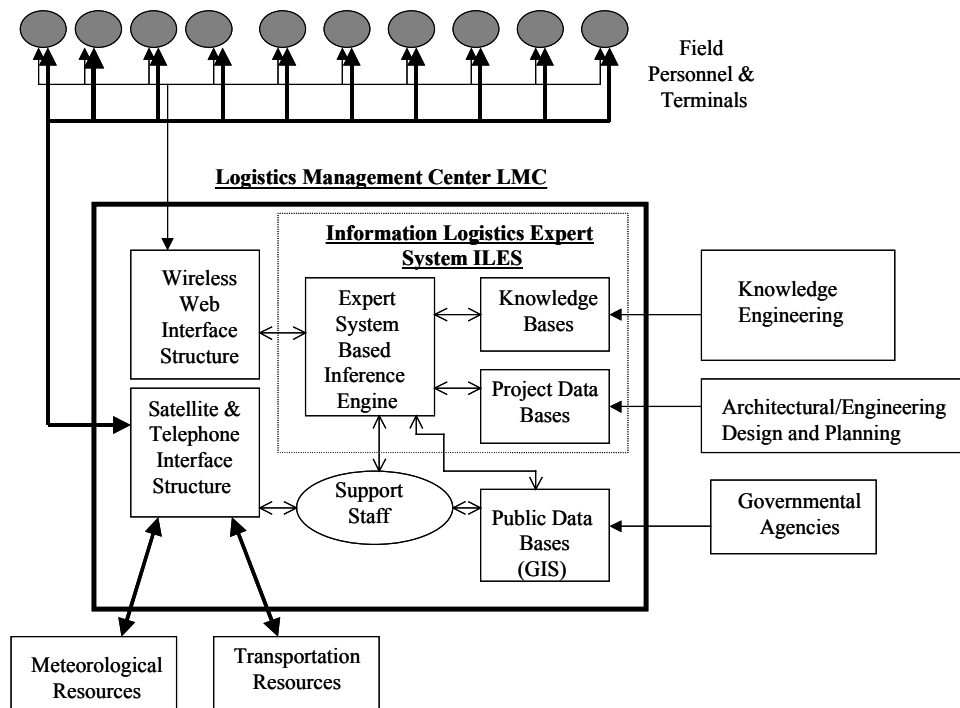 Field
Personnel &
Terminals
Logistics Management Center LMC
Information Logistics Expert
System ILES
Wireless
Web
Interface
Structure
Expert
System
Based
Inference
Engine
Knowledge
Bases
Knowledge
Engineering
Project Data
Bases
Architectural/Engineering
Design and Planning
Satellite &
Telephone
Interface
Structure
Support
Staff
Public Data
Bases
(GIS)
Governmental
Agencies
Meteorological
Resources
Transportation
Resources